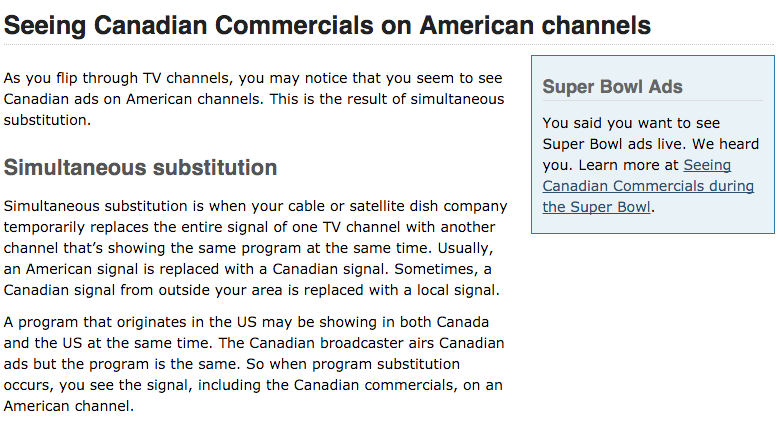 Seeing Canadian Commercials on American channels
As you flip through TV channels, you may notice that you seem to see
Canadian ads on American channels. This is the result of simultaneous
substitution.
Simultaneous substitution
Simultaneous substitution is when your cable or satellite dish company
temporarily replaces the entire signal of one TV channel with another
channel that’s showing the same program at the same time. Usually,
an American signal is replaced with a Canadian signal. Sometimes, a
Canadian signal from outside your area is replaced with a local signal.
A program that originates in the US may be showing in both Canada
and the US at the same time. The Canadian broadcaster airs Canadian
ads but the program is the same. So when program substitution
occurs, you see the signal, including the Canadian commercials, on an
American channel.
Super Bowl Ads
You said you want to see
Super Bowl ads live. We heard
you. Learn more at Seeing
Canadian Commercials during
the Super Bowl.